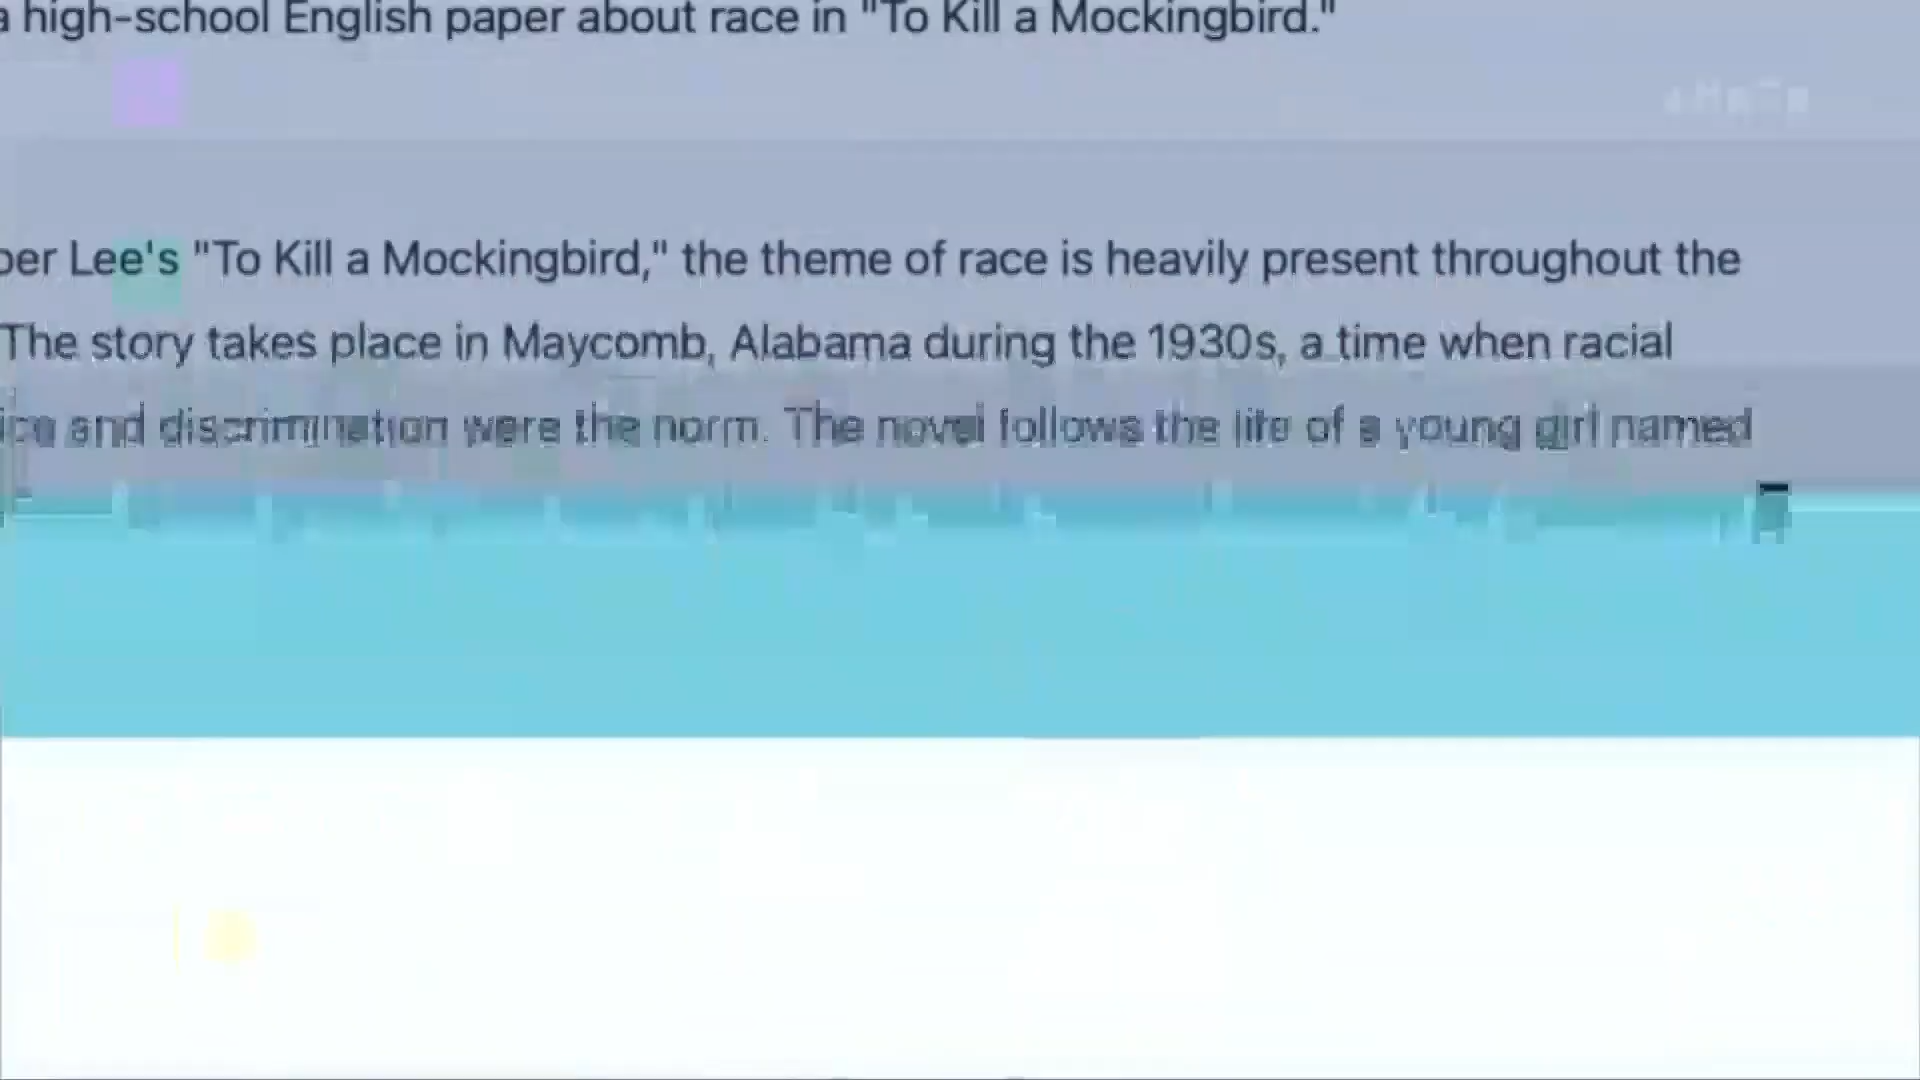 a high-school English paper about race in "To Kill a Mockingbird."
per Lee's "To Kill a Mockingbird," the theme of race is heavily present throughout the
The story takes place in Maycomb, Alabama during the 1930s, a time when racial
ice and discrimination were the norm. The novel follows the life of a young girl named